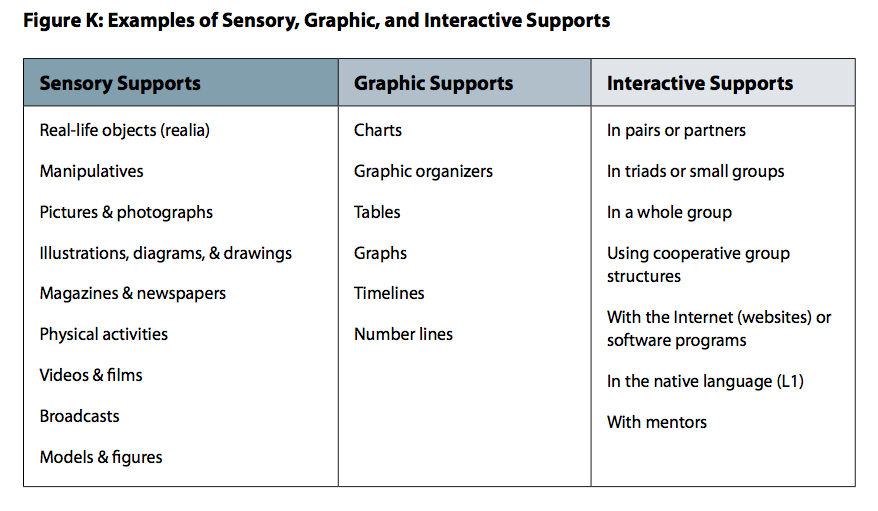 Figure K: Examples of Sensory, Graphic, and Interactive Supports
Sensory Supports
Real-life objects (realia)
Manipulatives
Pictures & photographs
Illustrations, diagrams, & drawings
Magazines & newspapers
Physical activities
Videos & films
Broadcasts
Models & figures
Graphic Supports
Charts
Graphic organizers
Tables
Graphs
Timelines
Number lines
Interactive Supports
In pairs or partners
In triads or small groups
In a whole group
Using cooperative group
structures
With the Internet (websites) or
software programs
In the native language (L1)
With mentors